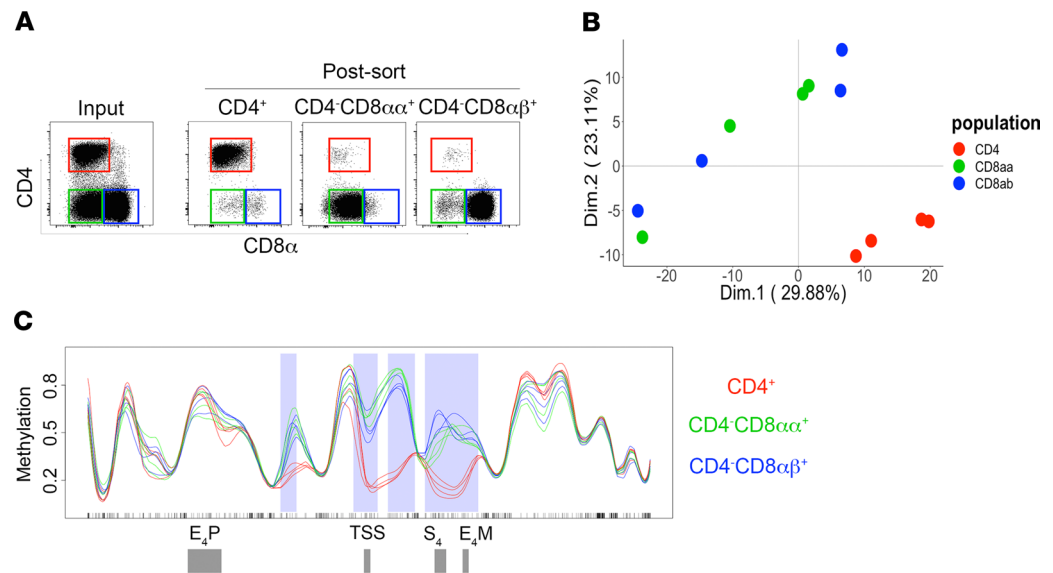 A
Post-sort
Input
CD4⁺
CD4⁻CD8αα⁺
CD4⁻CD8αβ⁺
CD4
CD8α
B
Dim.2 ( 23.11%)
10
5
0
-5
-10
-20
-10
0
10
20
Dim.1 ( 29.88%)
population
CD4
CD8aa
CD8ab
C
Methylation
0.8
0.5
0.2
E₄P
TSS
S₄
E₄M
CD4⁺
CD4⁻CD8αα⁺
CD4⁻CD8αβ⁺